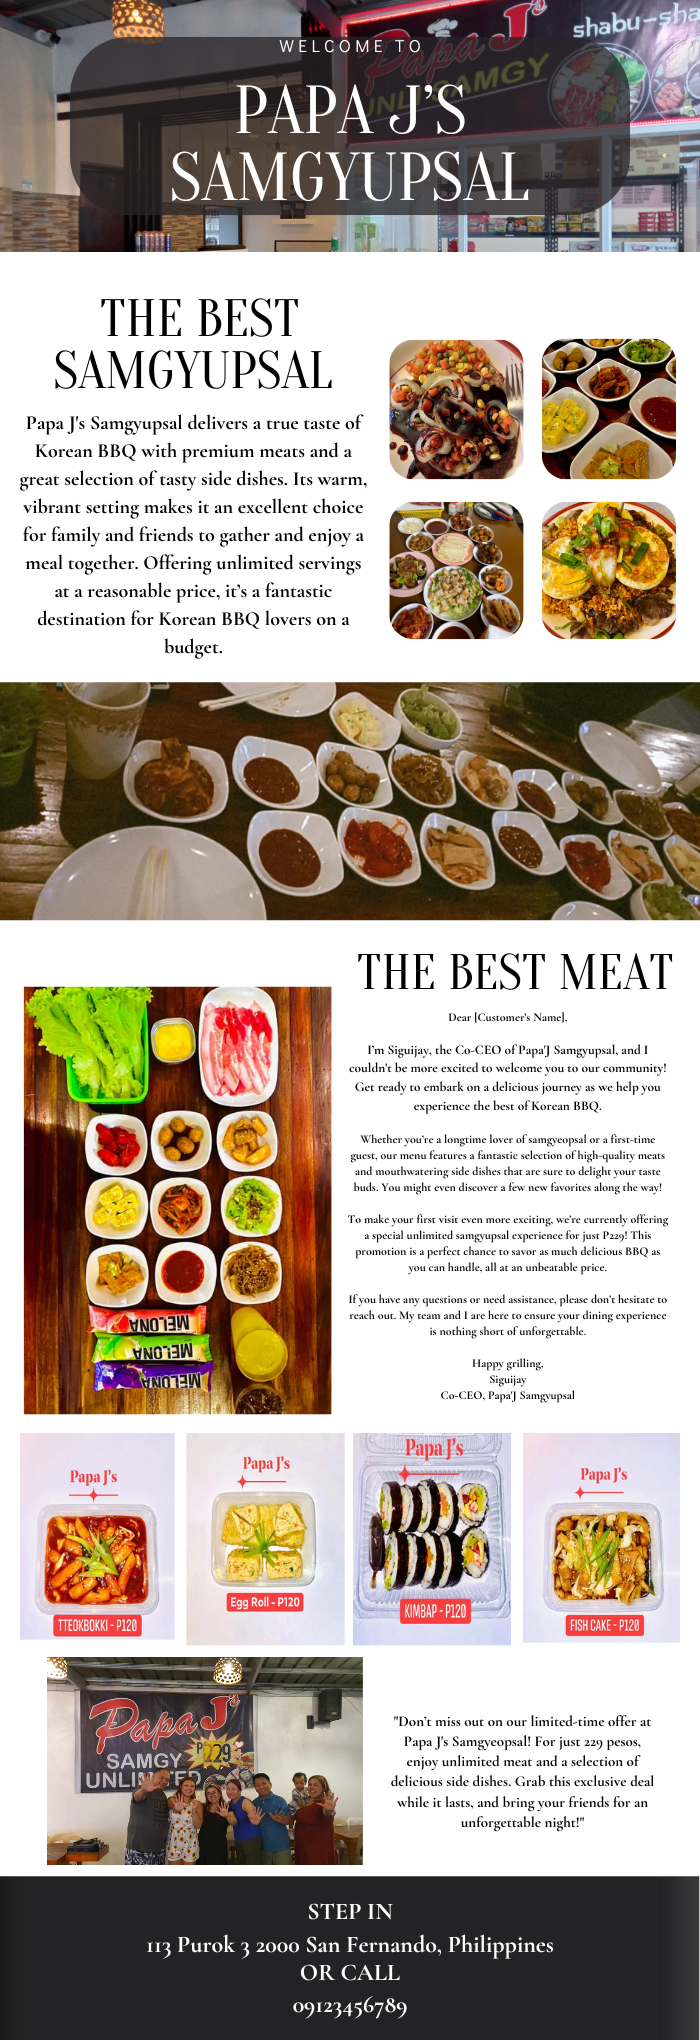 shabu-sha
Papa J's
UNLI SAMGY
WELCOME TO
PAPA J’S
SAMGYUPSAL
THE BEST
SAMGYUPSAL
Papa J's Samgyupsal delivers a true taste of
Korean BBQ with premium meats and a
great selection of tasty side dishes. Its warm,
vibrant setting makes it an excellent choice
for family and friends to gather and enjoy a
meal together. Offering unlimited servings
at a reasonable price, it’s a fantastic
destination for Korean BBQ lovers on a
budget.
THE BEST MEAT
Dear [Customer's Name],
I’m Siguijay, the Co-CEO of Papa'J Samgyupsal, and I
couldn't be more excited to welcome you to our community!
Get ready to embark on a delicious journey as we help you
experience the best of Korean BBQ.
Whether you’re a longtime lover of samgyeopsal or a first-time
guest, our menu features a fantastic selection of high-quality meats
and mouthwatering side dishes that are sure to delight your taste
buds. You might even discover a few new favorites along the way!
To make your first visit even more exciting, we’re currently offering
a special unlimited samgyupsal experience for just P229! This
promotion is a perfect chance to savor as much delicious BBQ as
you can handle, all at an unbeatable price.
If you have any questions or need assistance, please don’t hesitate to
reach out. My team and I are here to ensure your dining experience
is nothing short of unforgettable.
Happy grilling,
Siguijay
Co-CEO, Papa'J Samgyupsal
MELONA
MELONA
MELONA
Papa J's
TTEOKBOKKI - P120
Papa J's
Egg Roll - P120
Papa J's
KIMBAP - P120
Papa J's
FISH CAKE - P120
Papa J's
SAMGY P229
UNLIMITED
"Don’t miss out on our limited-time offer at
Papa J's Samgyeopsal! For just 229 pesos,
enjoy unlimited meat and a selection of
delicious side dishes. Grab this exclusive deal
while it lasts, and bring your friends for an
unforgettable night!"
STEP IN
113 Purok 3 2000 San Fernando, Philippines
OR CALL
09123456789